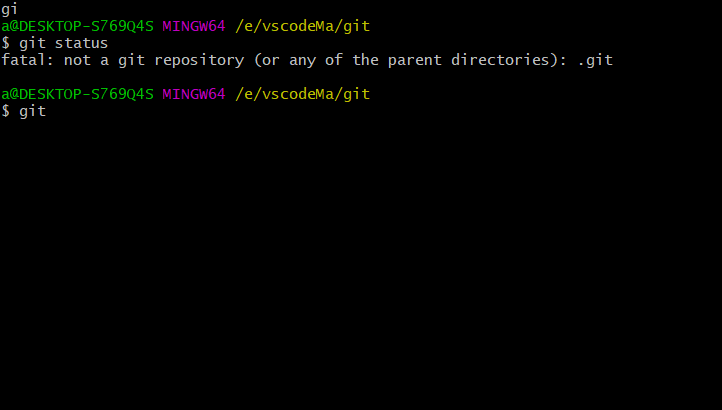 gi
a@DESKTOP-S769Q4S MINGW64 /e/vscodeMa/git
$ git status
fatal: not a git repository (or any of the parent directories): .git
a@DESKTOP-S769Q4S MINGW64 /e/vscodeMa/git
$ git